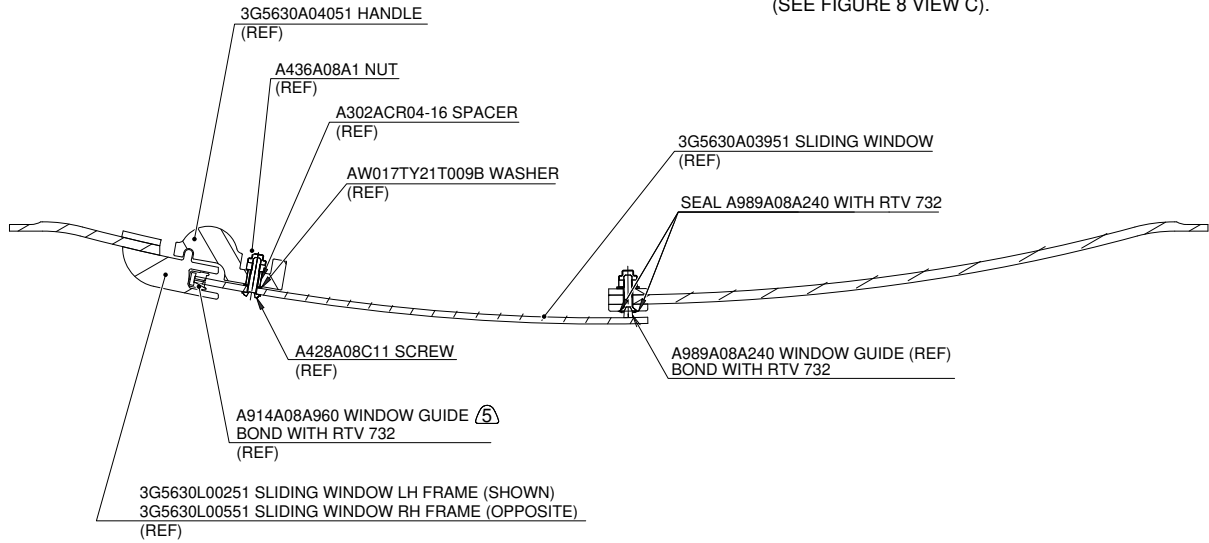 (SEE FIGURE 8 VIEW C).
3G5630A04051 HANDLE
(REF)
A436A08A1 NUT
(REF)
A302ACR04-16 SPACER
(REF)
AW017TY21T009B WASHER
(REF)
3G5630A03951 SLIDING WINDOW
(REF)
SEAL A989A08A240 WITH RTV 732
A428A08C11 SCREW
(REF)
A989A08A240 WINDOW GUIDE (REF)
BOND WITH RTV 732
A914A08A960 WINDOW GUIDE 5
BOND WITH RTV 732
(REF)
3G5630L00251 SLIDING WINDOW LH FRAME (SHOWN)
3G5630L00551 SLIDING WINDOW RH FRAME (OPPOSITE)
(REF)